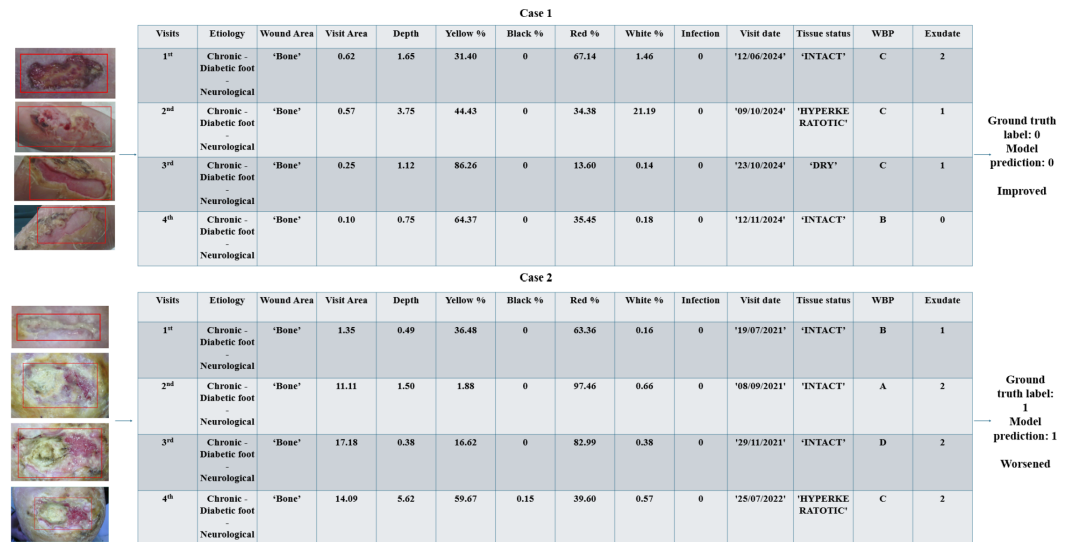 Case 1
Visits Etiology Wound Area Visit Area Depth Yellow % Black % Red % White % Infection Visit date Tissue status WBP Exudate
1st Chronic - Diabetic foot - Neurological ‘Bone’ 0.62 1.65 31.40 0 67.14 1.46 0 '12/06/2024' ‘INTACT’ C 2
2nd Chronic - Diabetic foot - Neurological ‘Bone’ 0.57 3.75 44.43 0 34.38 21.19 0 '09/10/2024' 'HYPERKE RATOTIC' C 1
3rd Chronic - Diabetic foot - Neurological ‘Bone’ 0.25 1.12 86.26 0 13.60 0.14 0 '23/10/2024' ‘DRY’ C 1
4th Chronic - Diabetic foot - Neurological ‘Bone’ 0.10 0.75 64.37 0 35.45 0.18 0 '12/11/2024' ‘INTACT’ B 0
Ground truth
label: 0
Model
prediction: 0
Improved
Case 2
Visits Etiology Wound Area Visit Area Depth Yellow % Black % Red % White % Infection Visit date Tissue status WBP Exudate
1st Chronic - Diabetic foot - Neurological ‘Bone’ 1.35 0.49 36.48 0 63.36 0.16 0 '19/07/2021' ‘INTACT’ B 1
2nd Chronic - Diabetic foot - Neurological ‘Bone’ 11.11 1.50 1.88 0 97.46 0.66 0 '08/09/2021' ‘INTACT’ A 2
3rd Chronic - Diabetic foot - Neurological ‘Bone’ 17.18 0.38 16.62 0 82.99 0.38 0 '29/11/2021' ‘INTACT’ D 2
4th Chronic - Diabetic foot - Neurological ‘Bone’ 14.09 5.62 59.67 0.15 39.60 0.57 0 '25/07/2022' 'HYPERKE RATOTIC' C 2
Ground
truth label:
1
Model
prediction: 1
Worsened